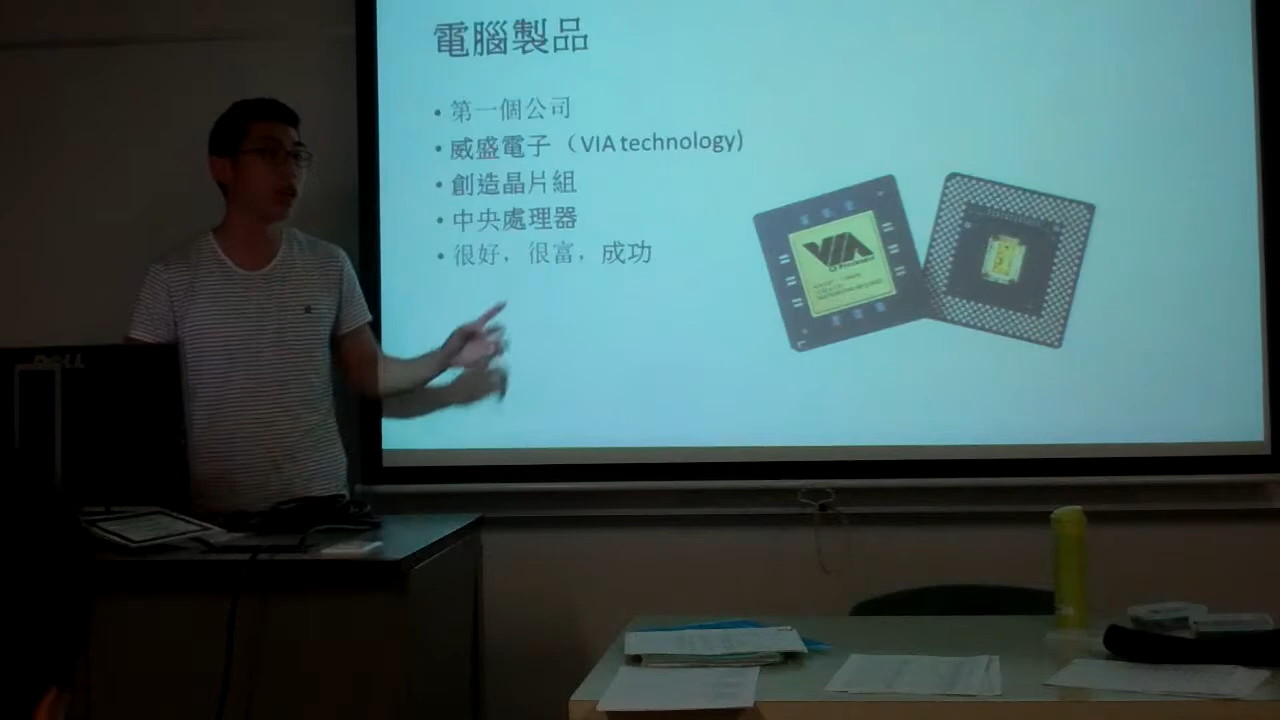 電腦製品
• 第一個公司
• 威盛電子（VIA technology)
• 創造晶片組
• 中央處理器
• 很好，很富，成功
VIA
DELL